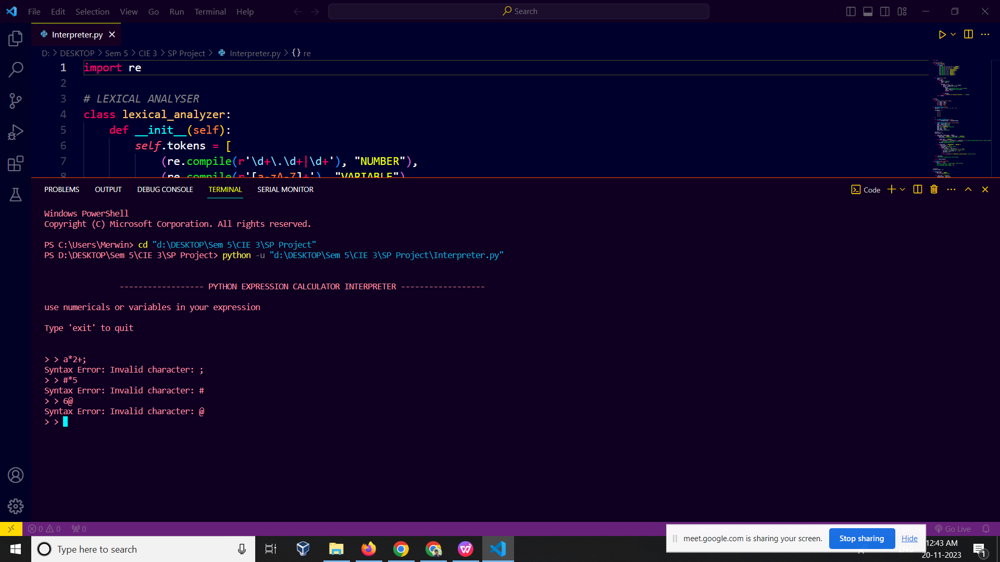 File Edit Selection View Go Run Terminal Help Search
Interpreter.py
D: > DESKTOP > Sem 5 > CIE 3 > SP Project > Interpreter.py > {} re
1 import re
2
3 # LEXICAL ANALYSER
4 class lexical_analyzer:
5 def __init__(self):
6 self.tokens = [
7 (re.compile(r'\d+\.\d+|\d+'), "NUMBER"),
8 (re.compile(r'[a-zA-Z]+'), "VARIABLE")
PROBLEMS OUTPUT DEBUG CONSOLE TERMINAL SERIAL MONITOR Code
Windows PowerShell
Copyright (C) Microsoft Corporation. All rights reserved.
PS C:\Users\Merwin> cd "d:\DESKTOP\Sem 5\CIE 3\SP Project"
PS D:\DESKTOP\Sem 5\CIE 3\SP Project> python -u "d:\DESKTOP\Sem 5\CIE 3\SP Project\Interpreter.py"
------------------ PYTHON EXPRESSION CALCULATOR INTERPRETER ------------------
use numericals or variables in your expression
Type 'exit' to quit
> > a*2+;
Syntax Error: Invalid character: ;
> > #*5
Syntax Error: Invalid character: #
> > 6@
Syntax Error: Invalid character: @
> >
0 0 0 Go Live
meet.google.com is sharing your screen. Stop sharing Hide
Type here to search
ENG
12:43 AM
20-11-2023
1